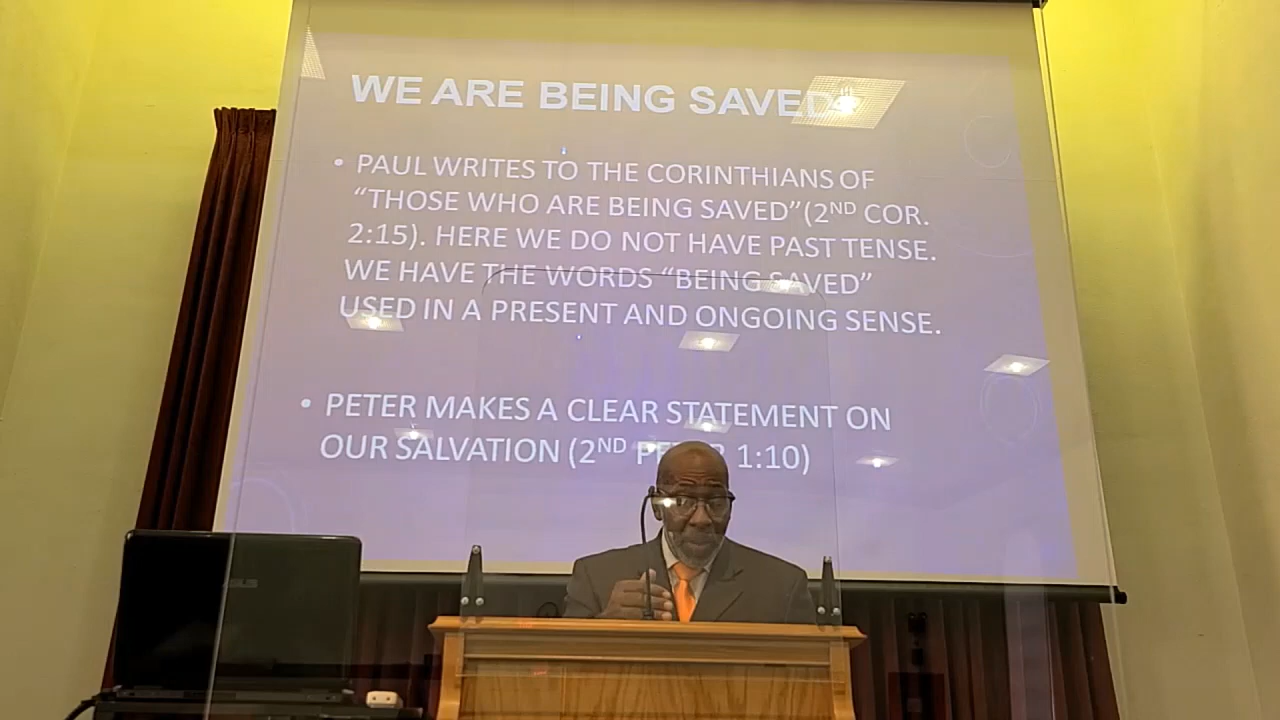 WE ARE BEING SAVED
• PAUL WRITES TO THE CORINTHIANS OF
“THOSE WHO ARE BEING SAVED”(2ND COR.
2:15). HERE WE DO NOT HAVE PAST TENSE.
WE HAVE THE WORDS “BEING SAVED”
USED IN A PRESENT AND ONGOING SENSE.
• PETER MAKES A CLEAR STATEMENT ON
OUR SALVATION (2ND PETER 1:10)
ASUS